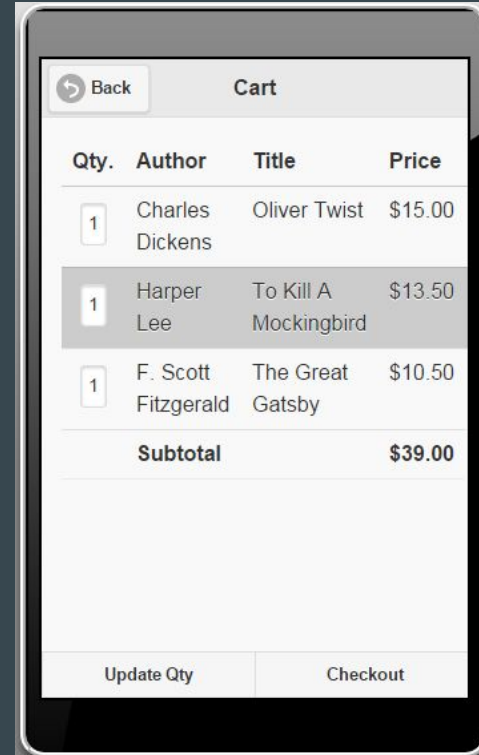 Back Cart
Qty. Author Title Price
1 Charles Dickens Oliver Twist $15.00
1 Harper Lee To Kill A Mockingbird $13.50
1 F. Scott Fitzgerald The Great Gatsby $10.50
Subtotal $39.00
Update Qty Checkout